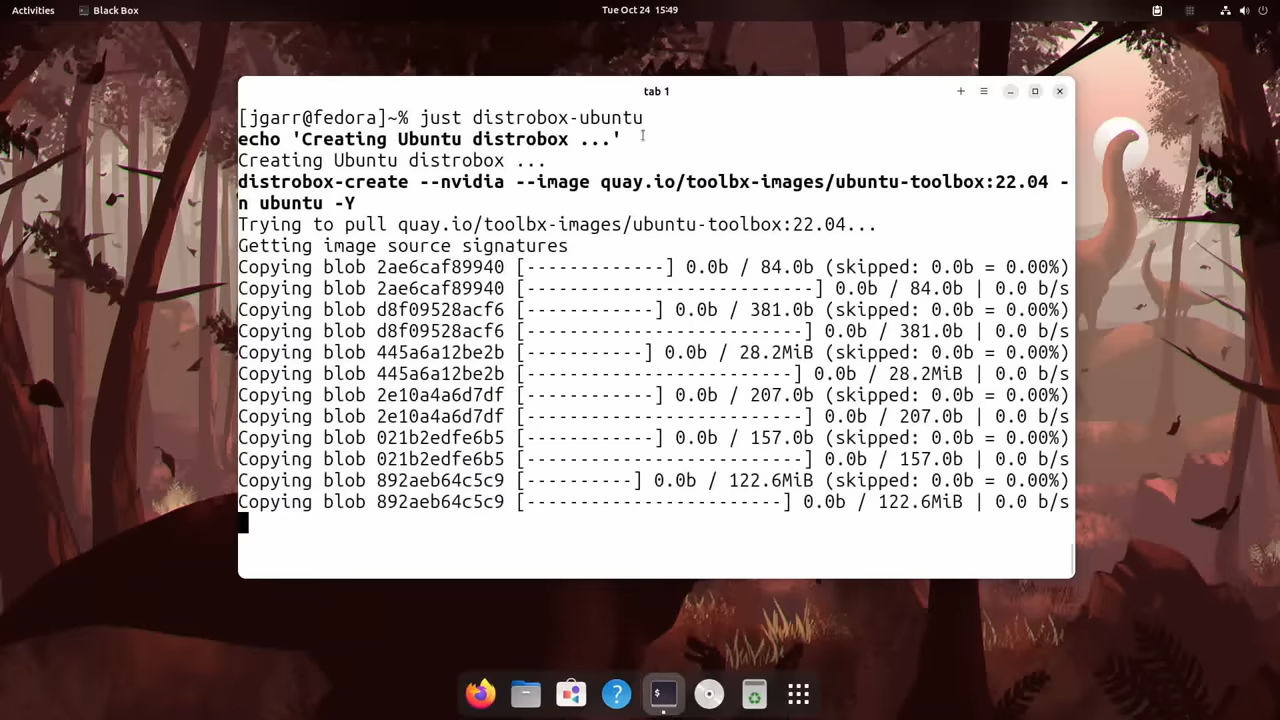 Activities
Black Box
Tue Oct 24 15:49
tab 1
[jgarr@fedora]~% just distrobox-ubuntu
echo 'Creating Ubuntu distrobox ...'
Creating Ubuntu distrobox ...
distrobox-create --nvidia --image quay.io/toolbx-images/ubuntu-toolbox:22.04 -
n ubuntu -Y
Trying to pull quay.io/toolbx-images/ubuntu-toolbox:22.04...
Getting image source signatures
Copying blob 2ae6caf89940 [-------------] 0.0b / 84.0b (skipped: 0.0b = 0.00%)
Copying blob 2ae6caf89940 [---------------------------] 0.0b / 84.0b | 0.0 b/s
Copying blob d8f09528acf6 [------------] 0.0b / 381.0b (skipped: 0.0b = 0.00%)
Copying blob d8f09528acf6 [--------------------------] 0.0b / 381.0b | 0.0 b/s
Copying blob 445a6a12be2b [-----------] 0.0b / 28.2MiB (skipped: 0.0b = 0.00%)
Copying blob 445a6a12be2b [-------------------------] 0.0b / 28.2MiB | 0.0 b/s
Copying blob 2e10a4a6d7df [------------] 0.0b / 207.0b (skipped: 0.0b = 0.00%)
Copying blob 2e10a4a6d7df [--------------------------] 0.0b / 207.0b | 0.0 b/s
Copying blob 021b2edfe6b5 [------------] 0.0b / 157.0b (skipped: 0.0b = 0.00%)
Copying blob 021b2edfe6b5 [--------------------------] 0.0b / 157.0b | 0.0 b/s
Copying blob 892aeb64c5c9 [----------] 0.0b / 122.6MiB (skipped: 0.0b = 0.00%)
Copying blob 892aeb64c5c9 [------------------------] 0.0b / 122.6MiB | 0.0 b/s